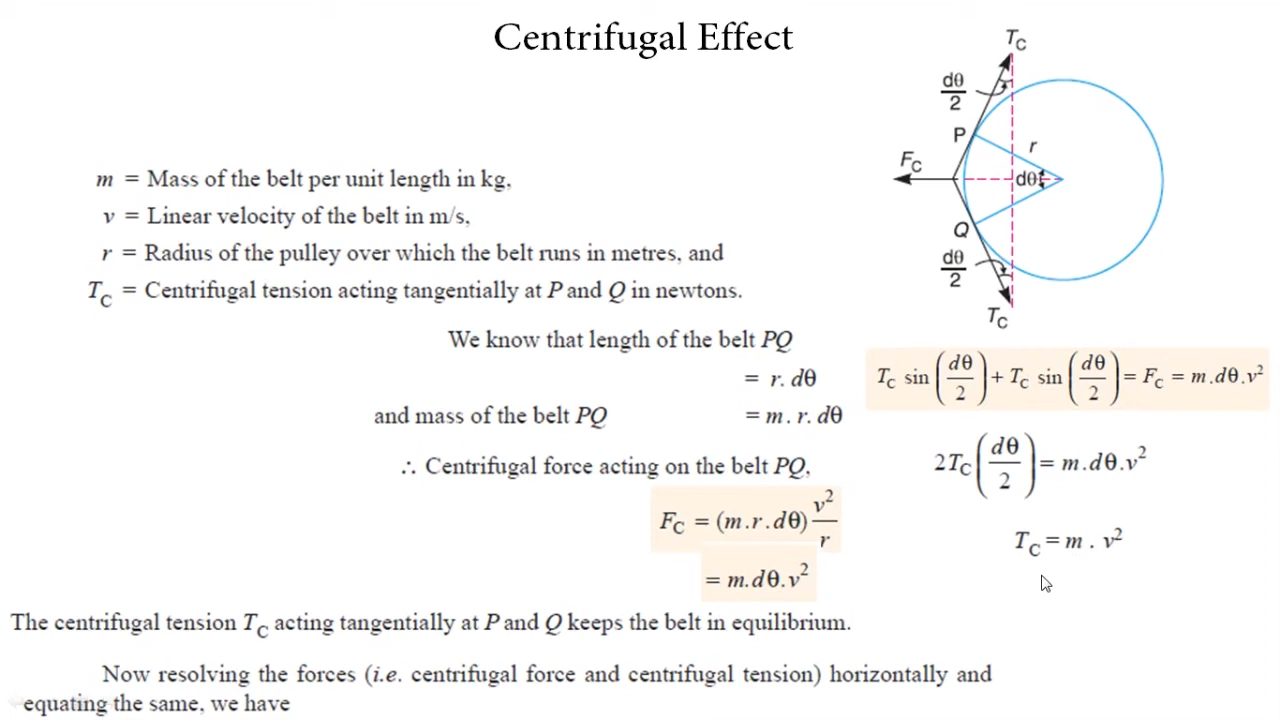 Centrifugal Effect
T_C
dθ/2
P
r
F_C
dθ
Q
dθ/2
T_C
m = Mass of the belt per unit length in kg,
v = Linear velocity of the belt in m/s,
r = Radius of the pulley over which the belt runs in metres, and
T_C = Centrifugal tension acting tangentially at P and Q in newtons.
We know that length of the belt PQ
= r. dθ
and mass of the belt PQ = m. r. dθ
∴ Centrifugal force acting on the belt PQ,
F_C = (m.r.dθ) v²/r
= m.dθ.v²
The centrifugal tension T_C acting tangentially at P and Q keeps the belt in equilibrium.
Now resolving the forces (i.e. centrifugal force and centrifugal tension) horizontally and
equating the same, we have
T_C sin (dθ/2) + T_C sin (dθ/2) = F_C = m.dθ.v²
2T_C (dθ/2) = m.dθ.v²
T_C = m . v²